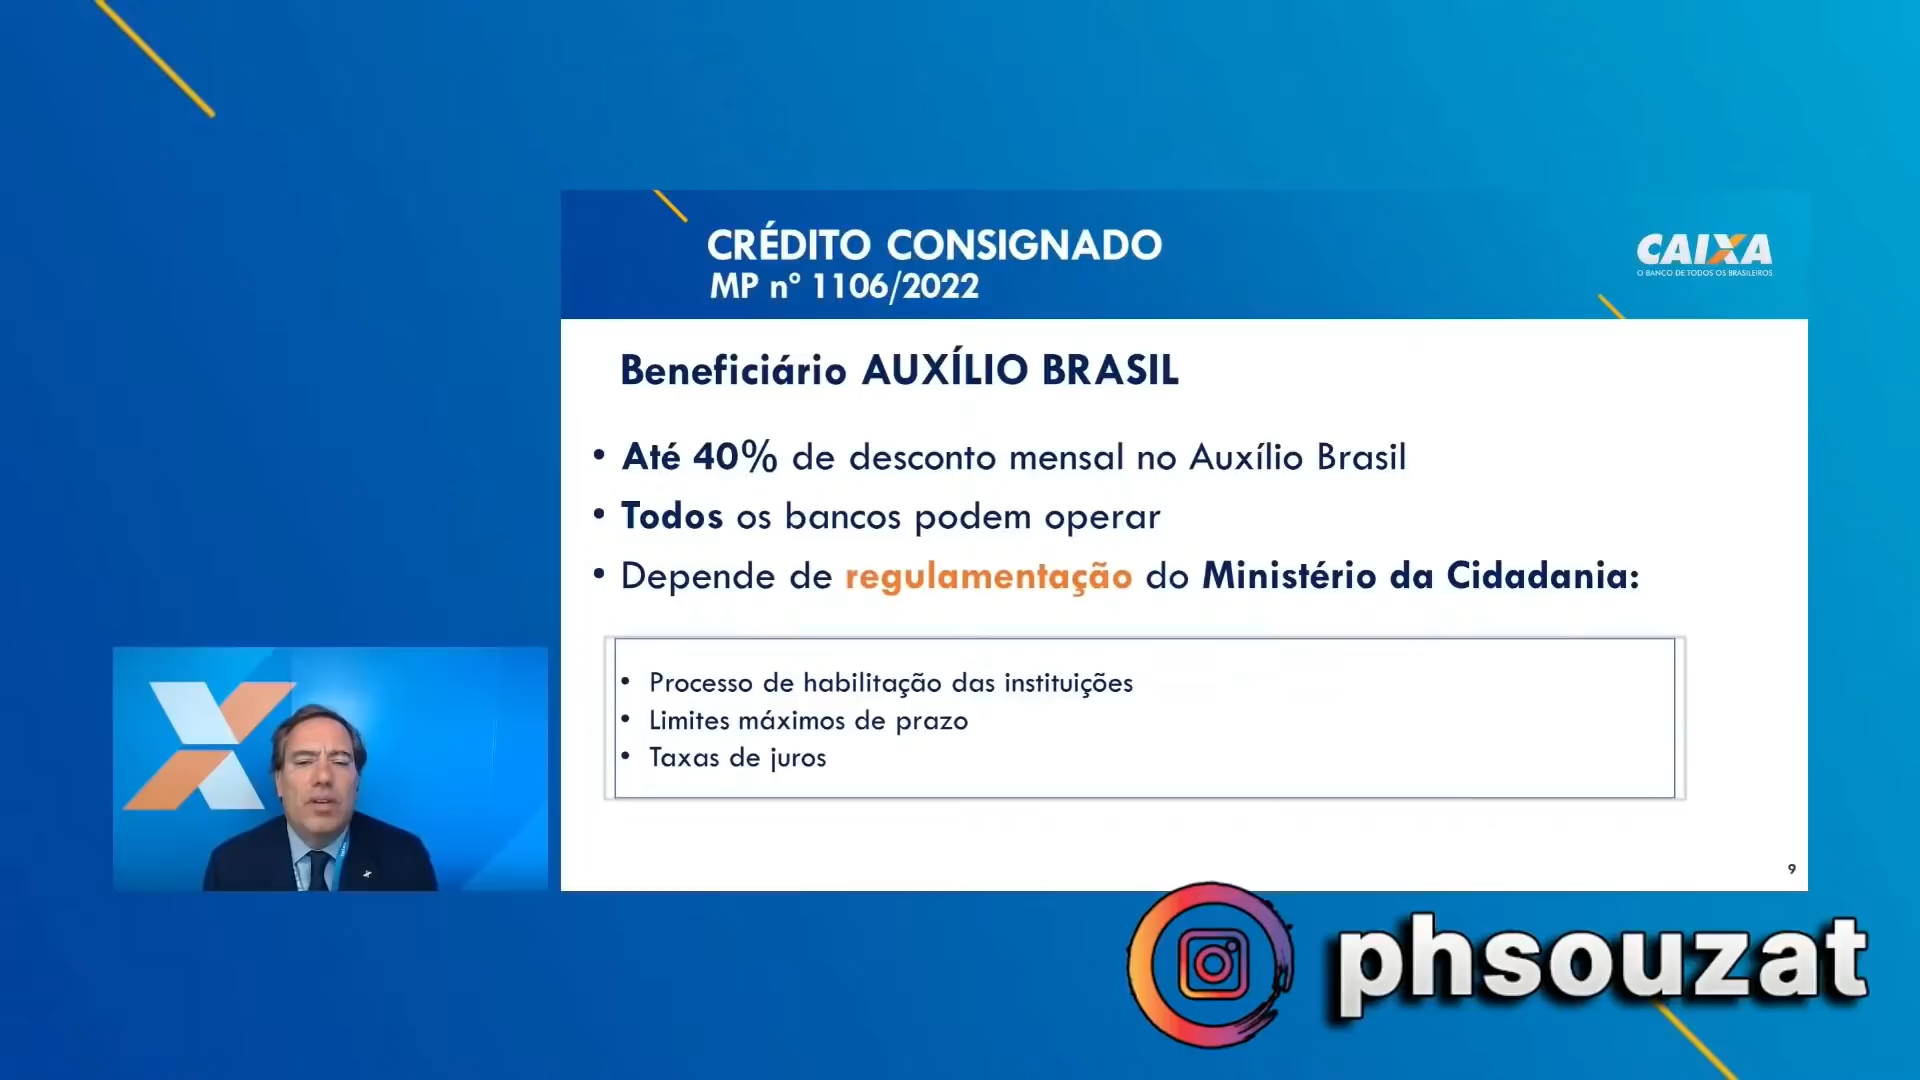 CRÉDITO CONSIGNADO
MP nº 1106/2022
CAIXA
O BANCO DE TODOS OS BRASILEIROS
Beneficiário AUXÍLIO BRASIL
• Até 40% de desconto mensal no Auxílio Brasil
• Todos os bancos podem operar
• Depende de regulamentação do Ministério da Cidadania:
• Processo de habilitação das instituições
• Limites máximos de prazo
• Taxas de juros
9
phsouzat